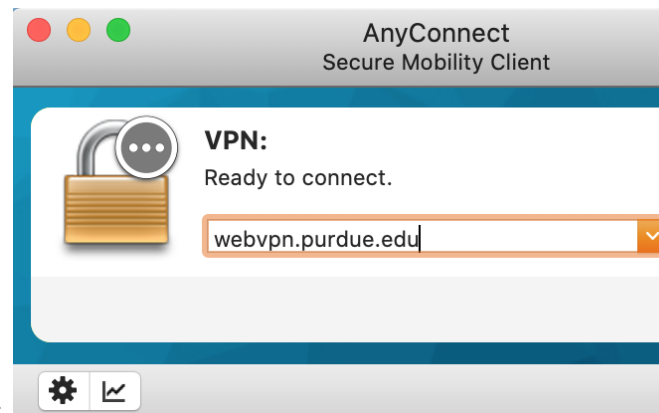 AnyConnect
Secure Mobility Client
VPN:
Ready to connect.
webvpn.purdue.edu